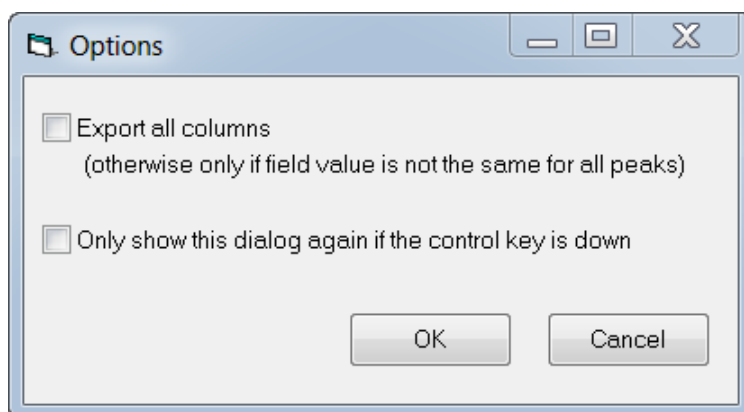 Options
Export all columns
(otherwise only if field value is not the same for all peaks)
Only show this dialog again if the control key is down
OK Cancel